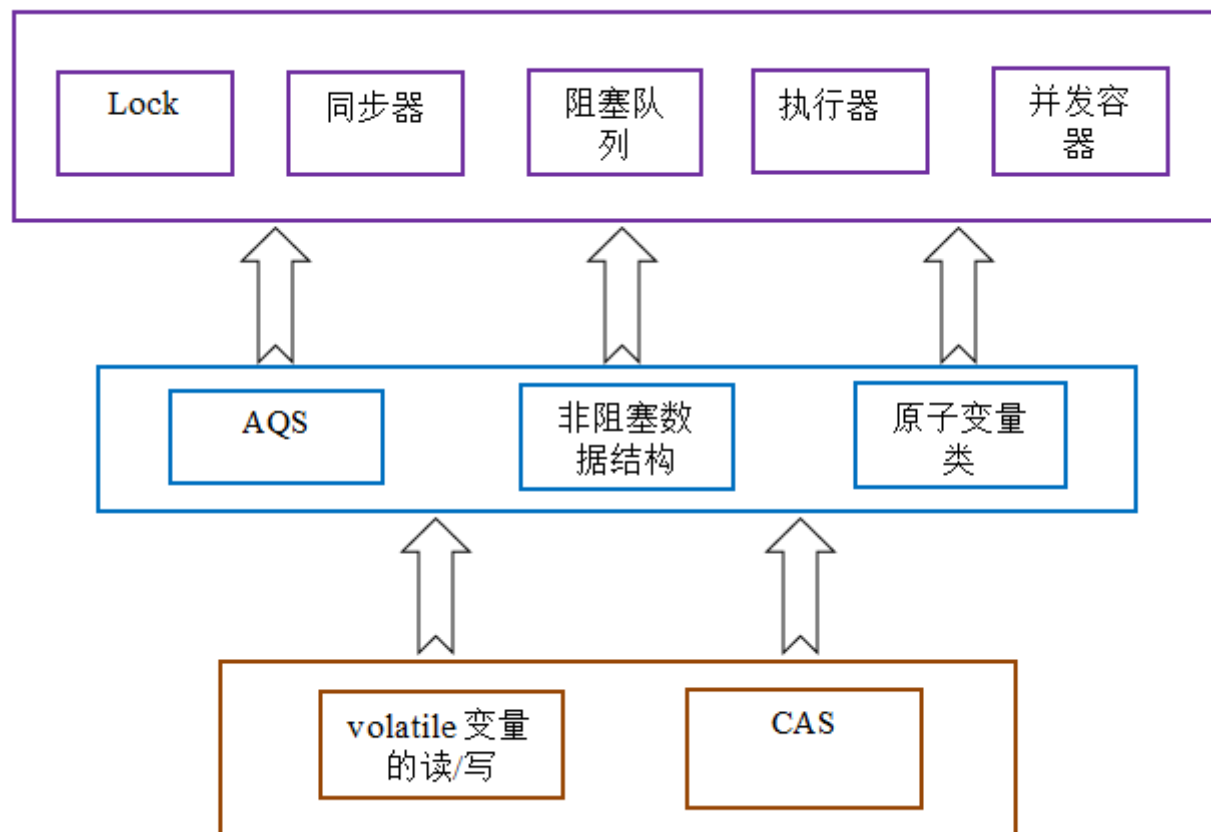 Lock
同步器
阻塞队
列
执行器
并发容
器
AQS
非阻塞数
据结构
原子变量
类
volatile 变量
的读/写
CAS